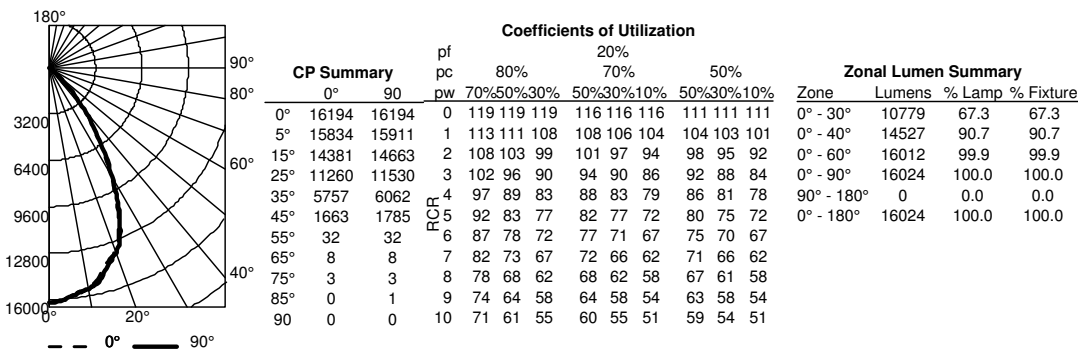 180°
90°
80°
60°
40°
3200
6400
9600
12800
16000
0°
20°
0° 90°
CP Summary
0° 90
0° 16194 16194
5° 15834 15911
15° 14381 14663
25° 11260 11530
35° 5757 6062
45° 1663 1785
55° 32 32
65° 8 8
75° 3 3
85° 0 1
90 0 0
Coefficients of Utilization
pf 20%
pc 80% 70% 50%
pw 70%50%30% 50%30%10% 50%30%10%
RCR
0 119 119 119 116 116 116 111 111 111
1 113 111 108 108 106 104 104 103 101
2 108 103 99 101 97 94 98 95 92
3 102 96 90 94 90 86 92 88 84
4 97 89 83 88 83 79 86 81 78
5 92 83 77 82 77 72 80 75 72
6 87 78 72 77 71 67 75 70 67
7 82 73 67 72 66 62 71 66 62
8 78 68 62 68 62 58 67 61 58
9 74 64 58 64 58 54 63 58 54
10 71 61 55 60 55 51 59 54 51
Zonal Lumen Summary
Zone Lumens % Lamp % Fixture
0° - 30° 10779 67.3 67.3
0° - 40° 14527 90.7 90.7
0° - 60° 16012 99.9 99.9
0° - 90° 16024 100.0 100.0
90° - 180° 0 0.0 0.0
0° - 180° 16024 100.0 100.0